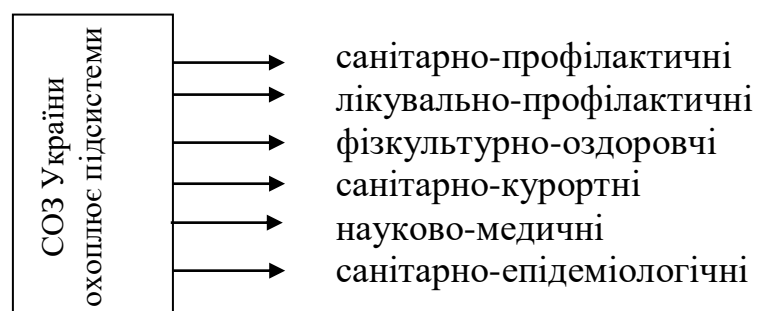 СОЗ України
охоплює підсистеми
санітарно-профілактичні
лікувально-профілактичні
фізкультурно-оздоровчі
санітарно-курортні
науково-медичні
санітарно-епідеміологічні